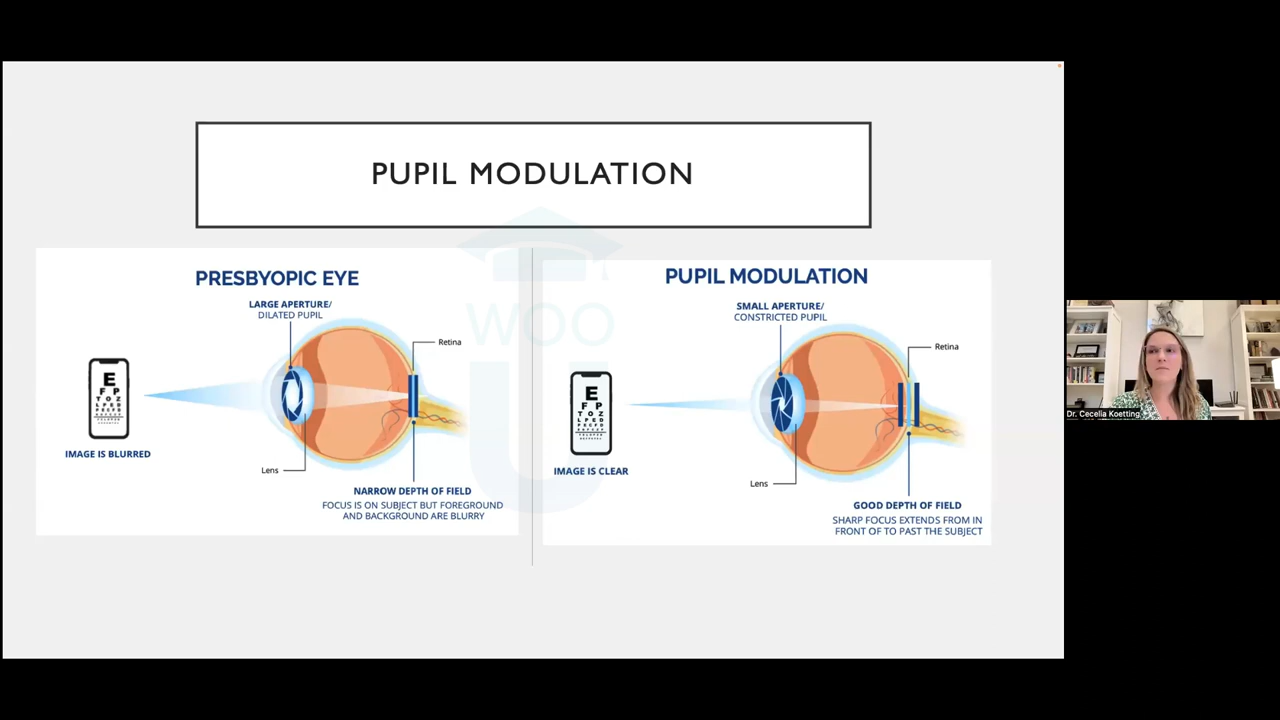 PUPIL MODULATION
PRESBYOPIC EYE
LARGE APERTURE/
DILATED PUPIL
Retina
E
F P
T O Z
L P E D
P E C F D
IMAGE IS BLURRED
Lens
NARROW DEPTH OF FIELD
FOCUS IS ON SUBJECT BUT FOREGROUND
AND BACKGROUND ARE BLURRY
PUPIL MODULATION
SMALL APERTURE/
CONSTRICTED PUPIL
Retina
E
F P
T O Z
L P E D
P E C F D
IMAGE IS CLEAR
Lens
GOOD DEPTH OF FIELD
SHARP FOCUS EXTENDS FROM IN
FRONT OF TO PAST THE SUBJECT
WOO
U
Dr. Cecelia Koetting